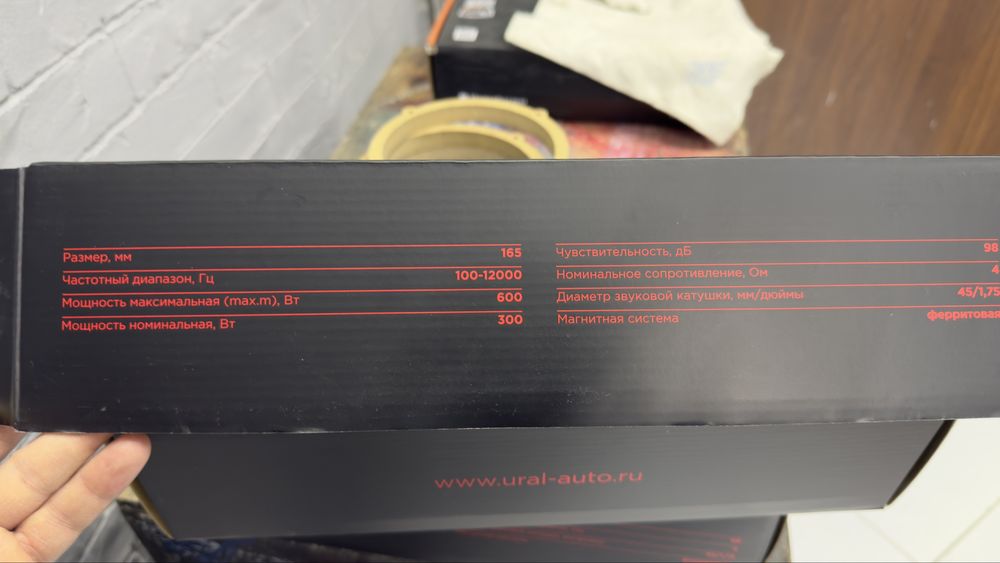 Размер, мм 165
Частотный диапазон, Гц 100-12000
Мощность максимальная (max.m), Вт 600
Мощность номинальная, Вт 300
Чувствительность, дБ 98
Номинальное сопротивление, Ом 4
Диаметр звуковой катушки, мм/дюймы 45/1,75
Магнитная система ферритовая
www.ural-auto.ru